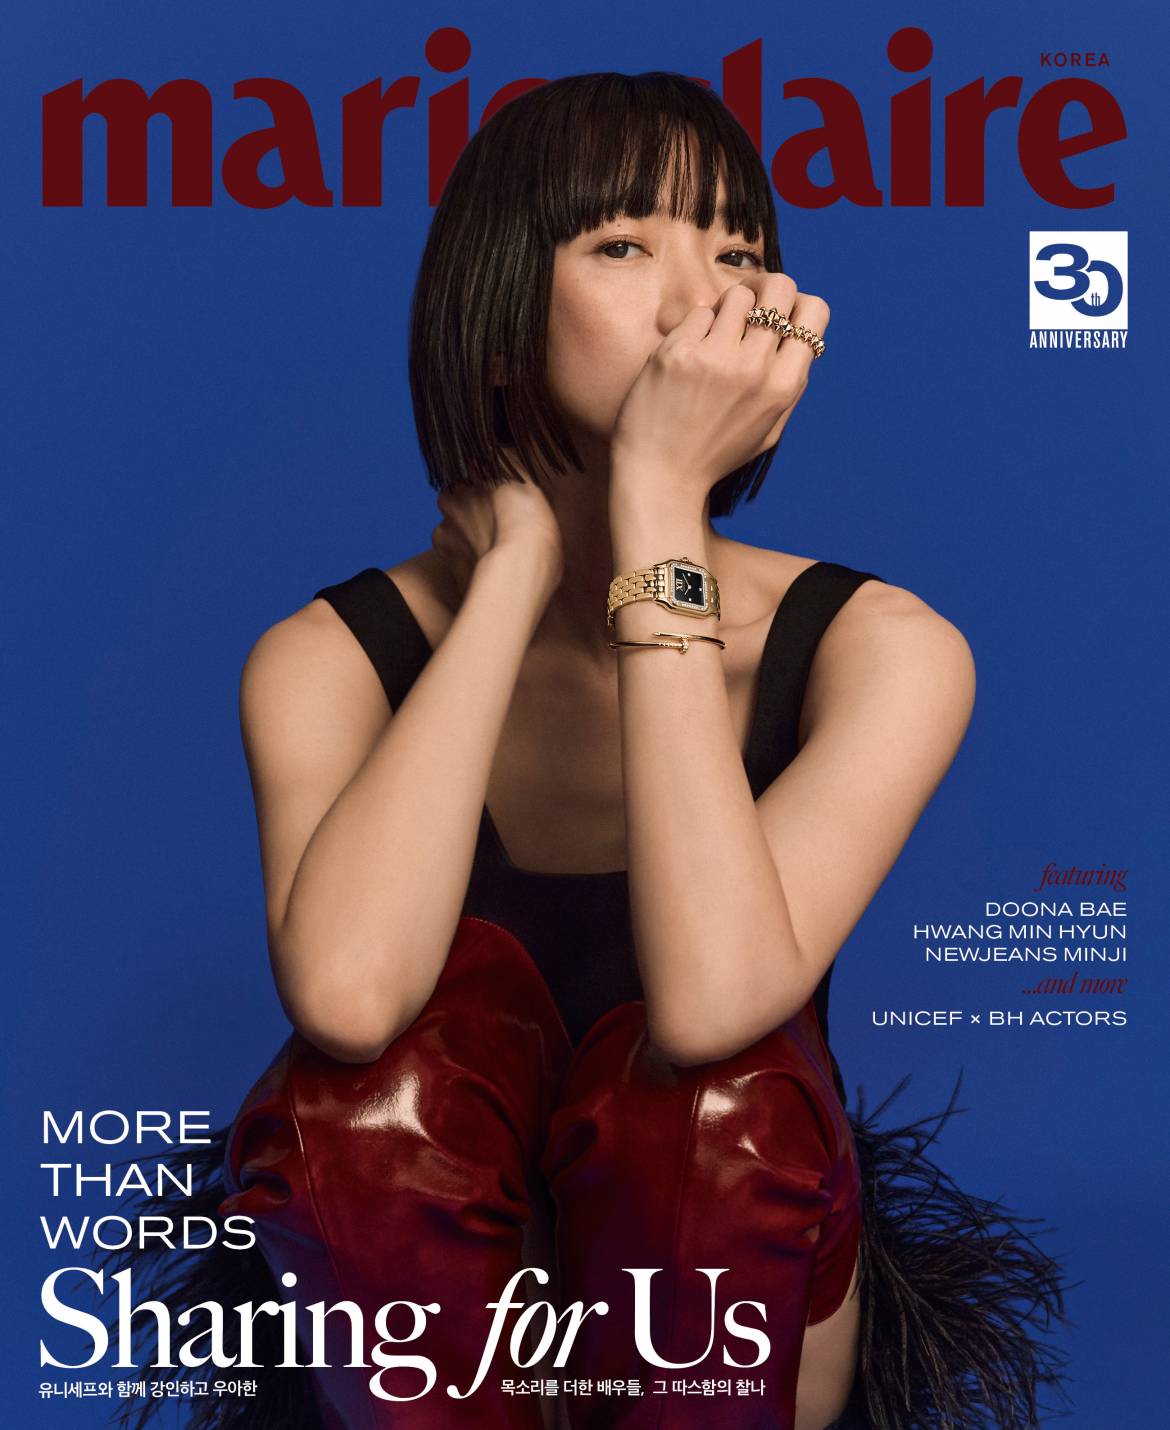 marie claire
KOREA
30th
ANNIVERSARY
featuring
DOONA BAE
HWANG MIN HYUN
NEWJEANS MINJI
...and more
UNICEF × BH ACTORS
MORE
THAN
WORDS
Sharing for Us
유니세프와 함께 강인하고 우아한 목소리를 더한 배우들, 그 따스함의 찰나